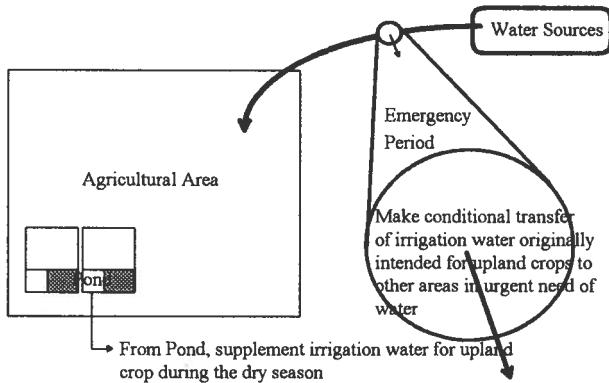 Water Sources
Emergency
Period
Agricultural Area
Make conditional transfer
of irrigation water originally
intended for upland crops to
other areas in urgent need of
water
Pond
From Pond, supplement irrigation water for upland
crop during the dry season